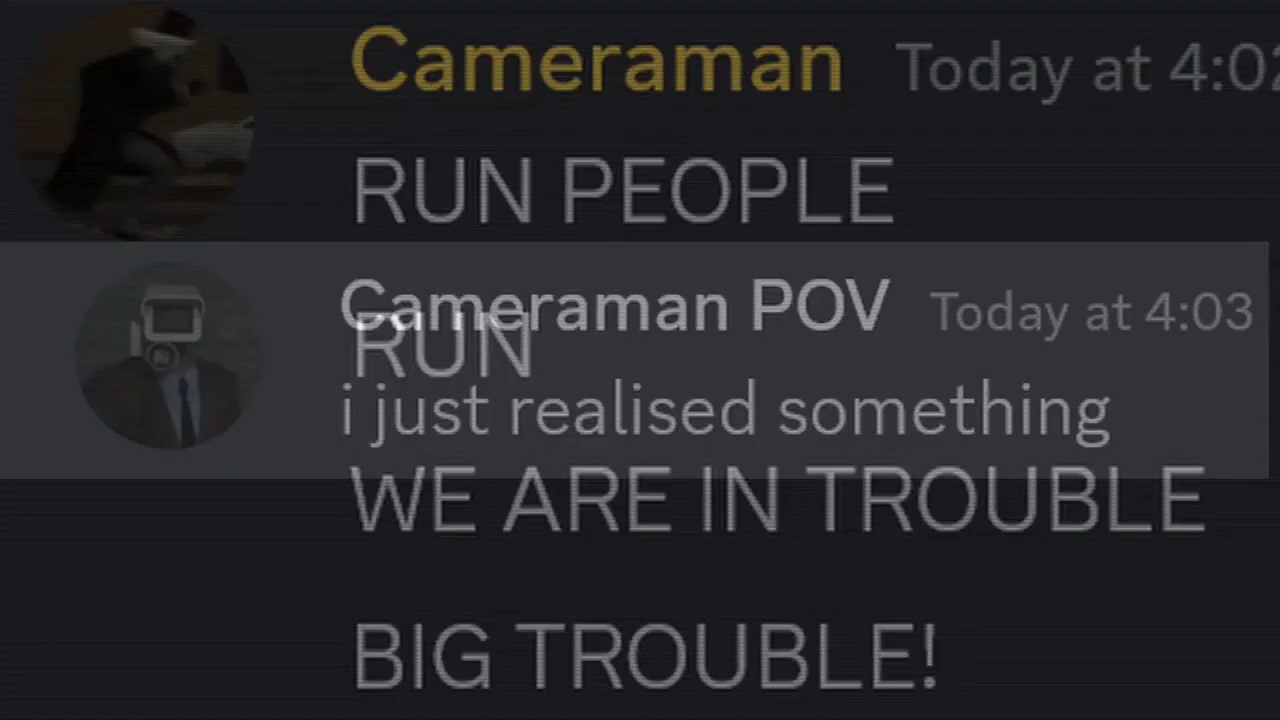 Cameraman Today at 4:02
RUN PEOPLE
Cameraman POV Today at 4:03
RUN
i just realised something
WE ARE IN TROUBLE
BIG TROUBLE!